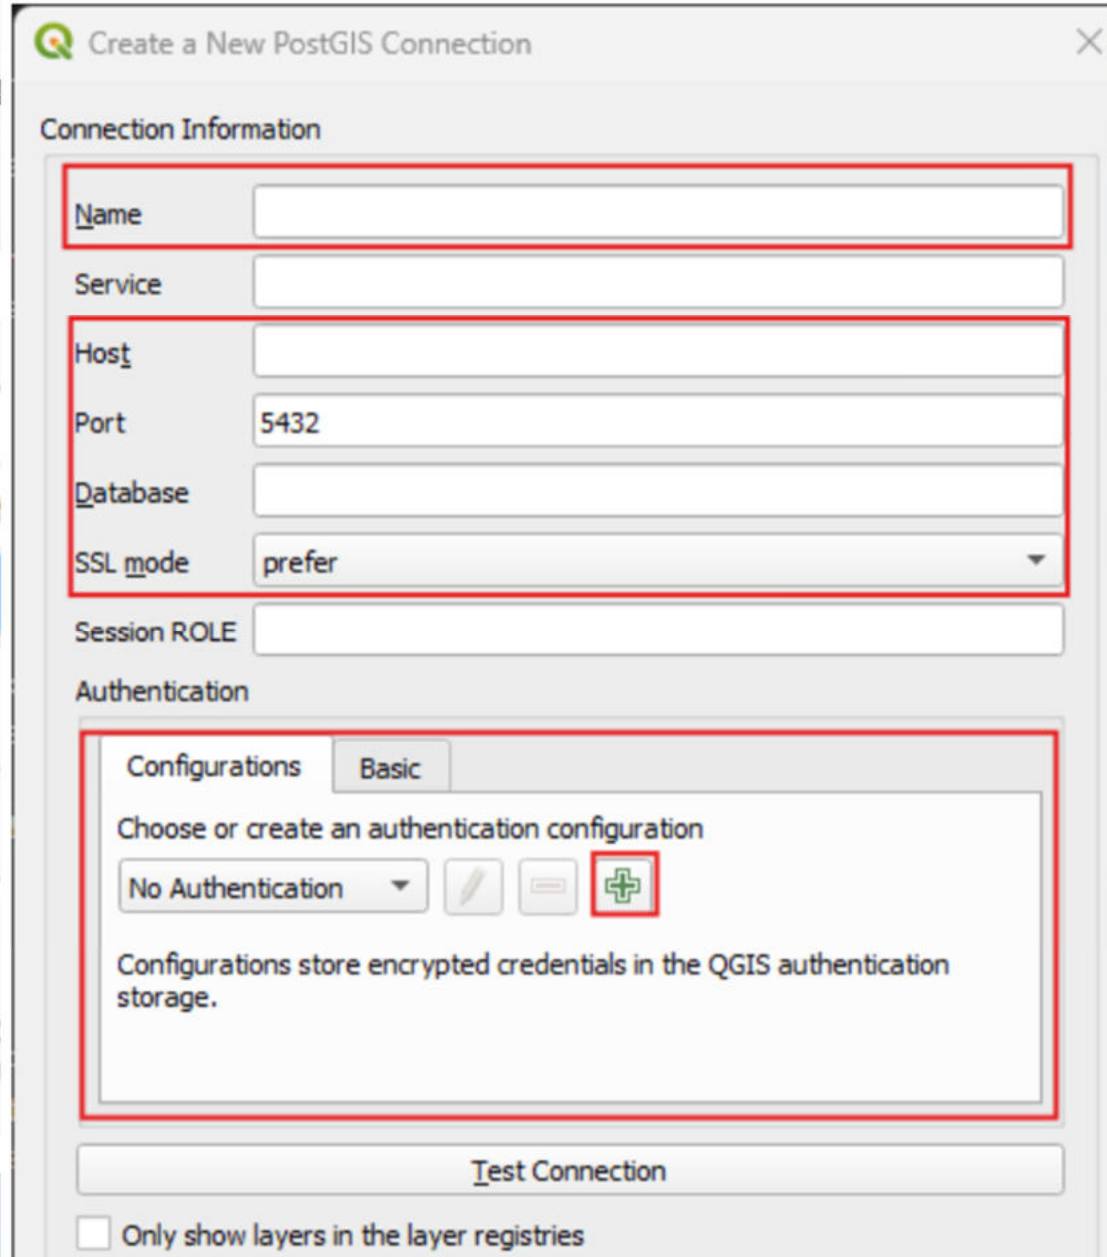 Create a New PostGIS Connection
Connection Information
Name
Service
Host
Port 5432
Database
SSL mode prefer
Session ROLE
Authentication
Configurations Basic
Choose or create an authentication configuration
No Authentication
Configurations store encrypted credentials in the QGIS authentication
storage.
Test Connection
Only show layers in the layer registries